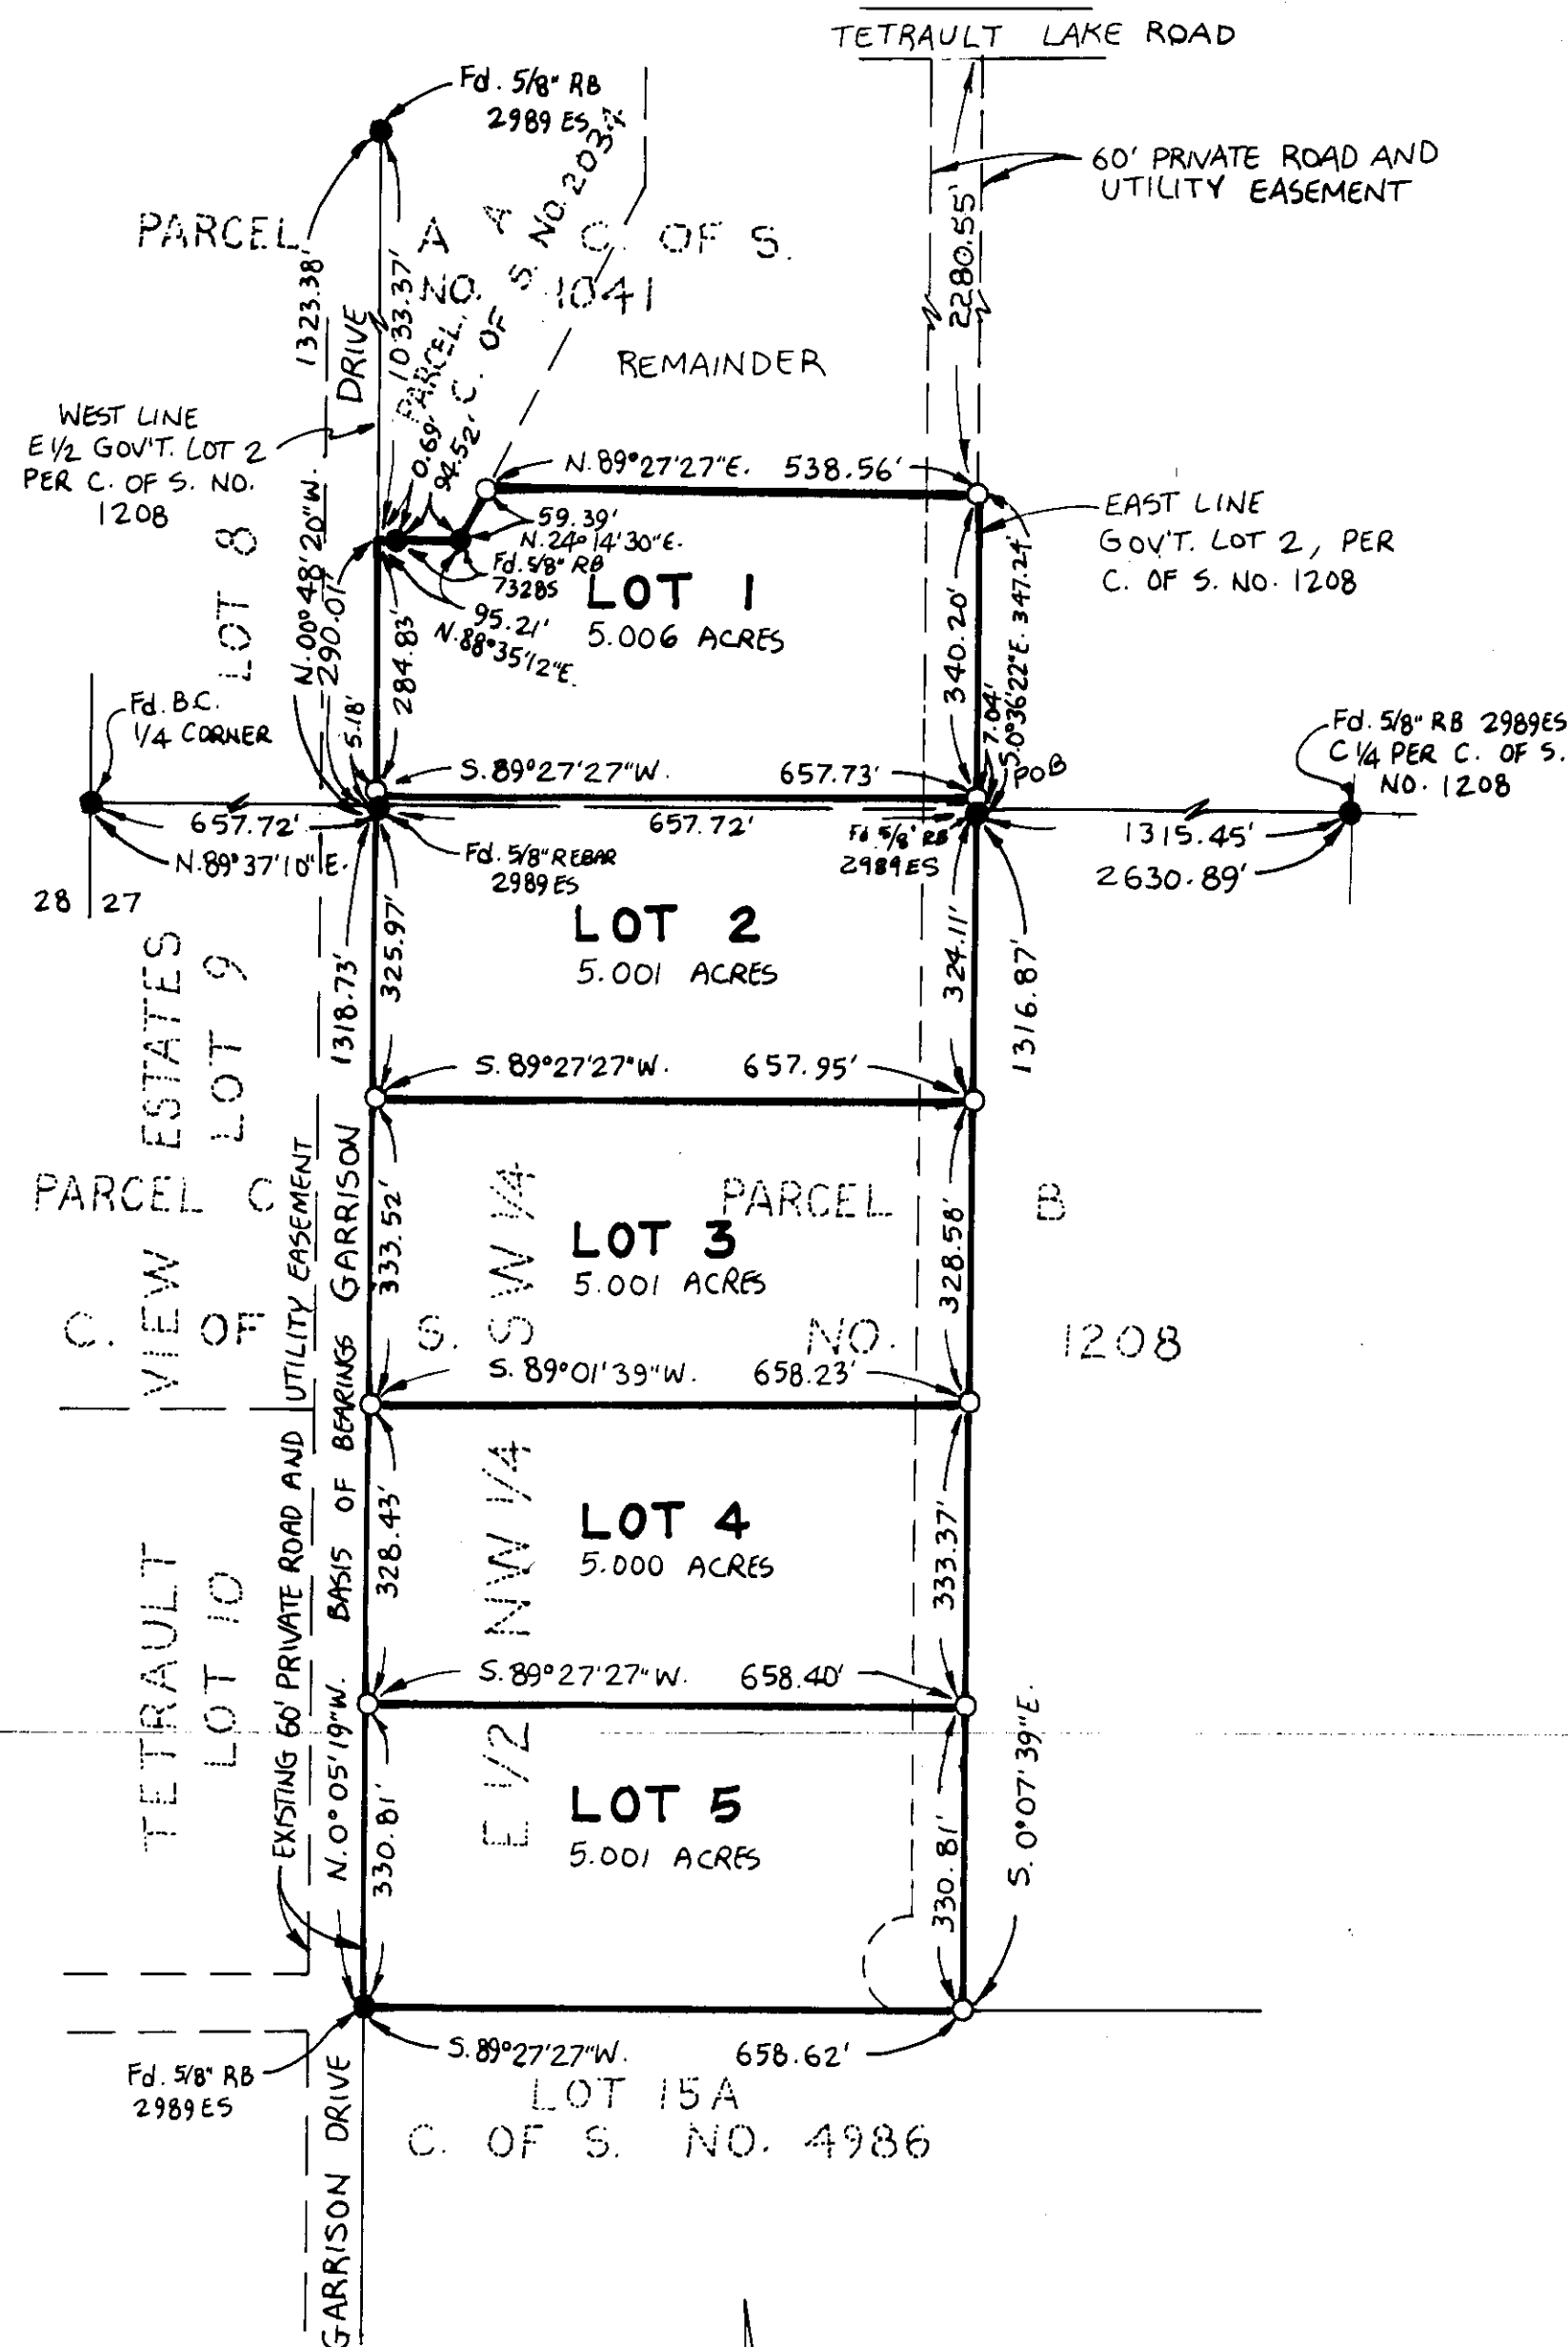 TETRAULT LAKE ROAD
Fd. 5/8" RB
2989 ES
60' PRIVATE ROAD AND
UTILITY EASEMENT
2280.55'
PARCEL A C. OF S.
NO. 1041
PARCEL A C. OF S. NO. 2037
1323.38'
1033.37'
DRIVE
REMAINDER
WEST LINE
E 1/2 GOV'T. LOT 2
PER C. OF S. NO.
1208
0.69'
94.52'
N. 89°27'27"E. 538.56'
59.39'
N. 24°14'30"E.
Fd. 5/8" RB
7328S
95.21'
N. 88°35'12"E.
EAST LINE
GOV'T. LOT 2, PER
C. OF S. NO. 1208
LOT 8
N. 00°48'20"W.
290.01'
5.18'
284.83'
LOT 1
5.006 ACRES
340.20'
7.04'
S. 0°36'22"E. 347.24'
POB
Fd. B.C.
1/4 CORNER
Fd. 5/8" RB 2989ES
C 1/4 PER C. OF S.
NO. 1208
S. 89°27'27"W. 657.73'
657.72'
N. 89°37'10"E.
657.72'
1315.45'
2630.89'
28 27
Fd. 5/8" REBAR
2989 ES
Fd. 5/8" RB
2989 ES
LOT 2
5.001 ACRES
1318.73'
325.97'
324.11'
1316.87'
LOT 9
S. 89°27'27"W. 657.95'
PARCEL C
PARCEL B
LOT 3
5.001 ACRES
333.52'
328.58'
C. OF S. NO. 1208
S. 89°01'39"W. 658.23'
LOT 4
5.000 ACRES
328.43'
333.37'
TETRAULT VIEW ESTATES
LOT 10
EXISTING 60' PRIVATE ROAD AND UTILITY EASEMENT
N. 0°05'19"W. BASIS OF BEARINGS GARRISON
E 1/2 NW 1/4 SW 1/4
S. 89°27'27"W. 658.40'
LOT 5
5.001 ACRES
330.81'
330.81'
S. 0°07'39"E.
S. 89°27'27"W. 658.62'
Fd. 5/8" RB
2989 ES
LOT 15A
C. OF S. NO. 4986
GARRISON DRIVE